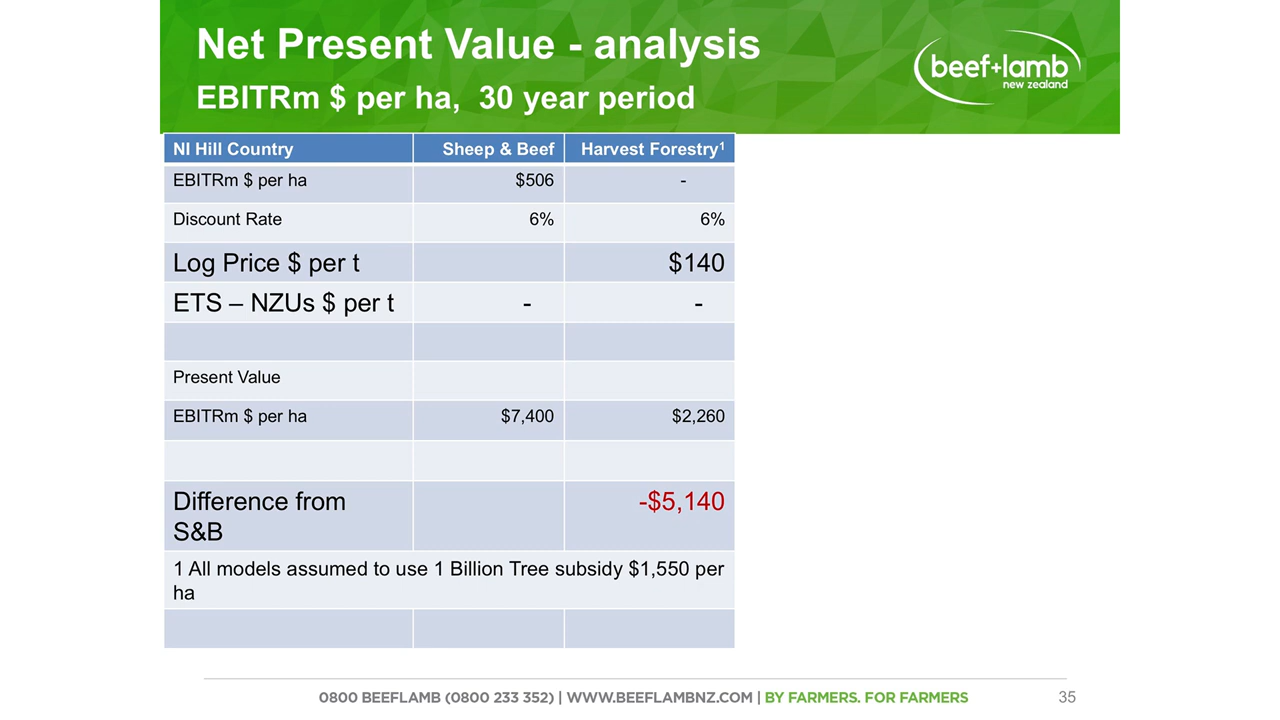 Net Present Value - analysis
EBITRm $ per ha,  30 year period
beef+lamb
new zealand
NI Hill Country Sheep & Beef Harvest Forestry¹
EBITRm $ per ha $506 -
Discount Rate 6% 6%
Log Price $ per t $140
ETS – NZUs $ per t - -
Present Value
EBITRm $ per ha $7,400 $2,260
Difference from
S&B
-$5,140
1 All models assumed to use 1 Billion Tree subsidy $1,550 per
ha
0800 BEEFLAMB (0800 233 352) | WWW.BEEFLAMBNZ.COM | BY FARMERS. FOR FARMERS 35